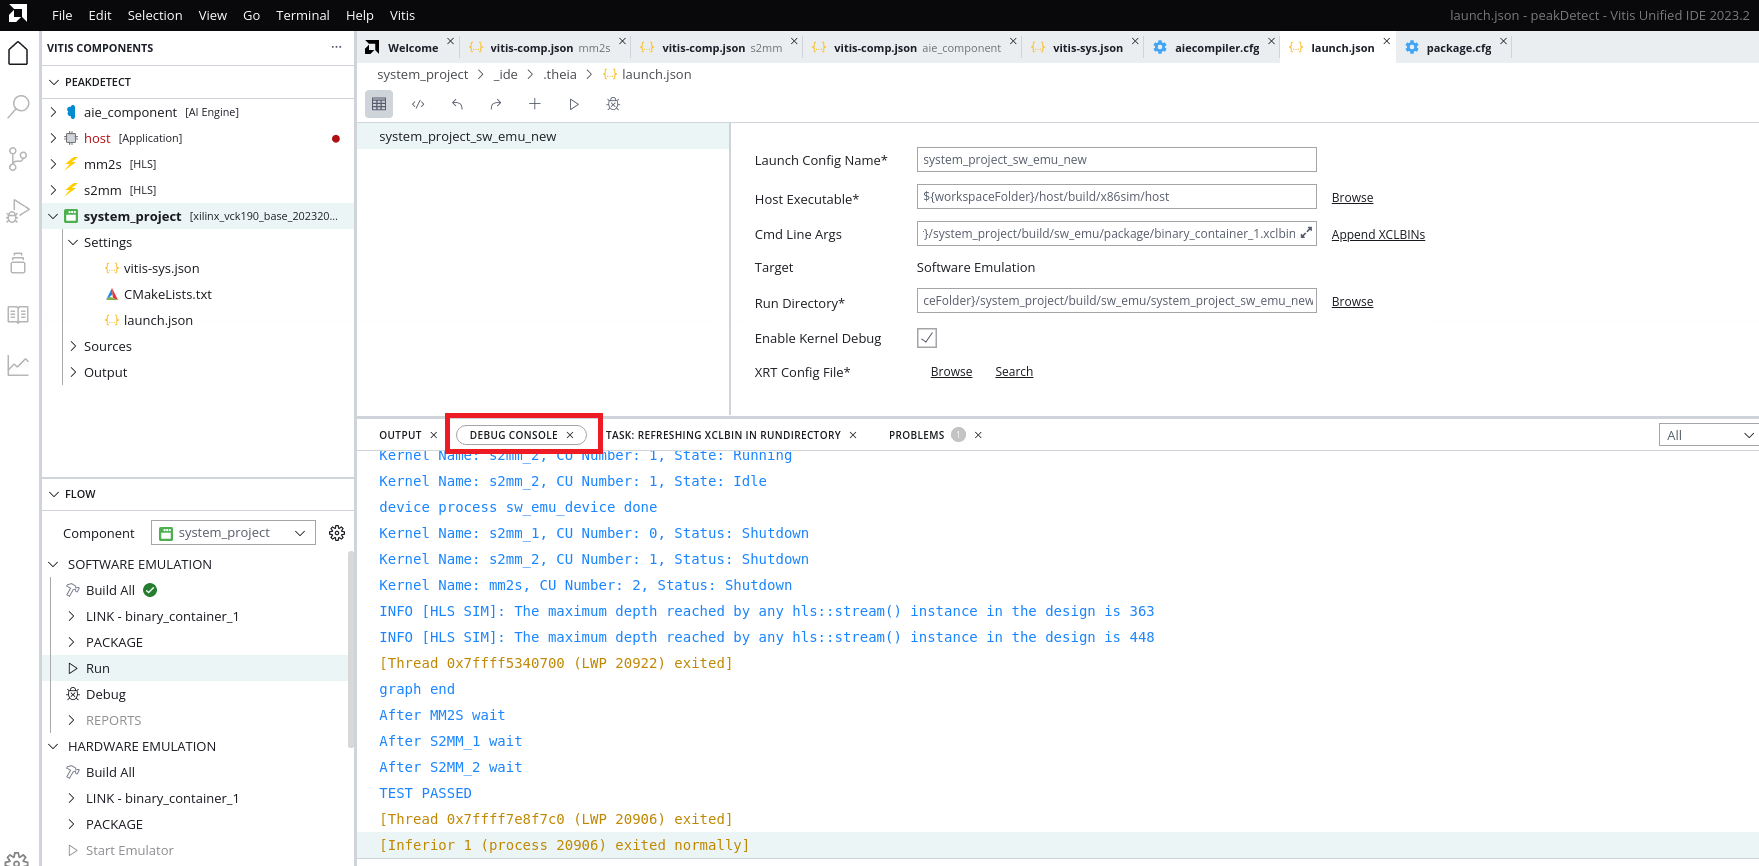 File Edit Selection View Go Terminal Help Vitis
launch.json - peakDetect - Vitis Unified IDE 2023.2
VITIS COMPONENTS ...
PEAKDETECT
aie_component [AI Engine]
host [Application]
mm2s [HLS]
s2mm [HLS]
system_project [xilinx_vck190_base_202320...
Settings
vitis-sys.json
CMakeLists.txt
launch.json
Sources
Output
FLOW
Component system_project
SOFTWARE EMULATION
Build All
LINK - binary_container_1
PACKAGE
Run
Debug
REPORTS
HARDWARE EMULATION
Build All
LINK - binary_container_1
PACKAGE
Start Emulator
Welcome vitis-comp.json mm2s vitis-comp.json s2mm vitis-comp.json aie_component vitis-sys.json aiecompiler.cfg launch.json package.cfg
system_project > _ide > .theia > launch.json
system_project_sw_emu_new
Launch Config Name* system_project_sw_emu_new
Host Executable* ${workspaceFolder}/host/build/x86sim/host Browse
Cmd Line Args }/system_project/build/sw_emu/package/binary_container_1.xclbin Append XCLBINs
Target Software Emulation
Run Directory* ceFolder}/system_project/build/sw_emu/system_project_sw_emu_new Browse
Enable Kernel Debug
XRT Config File* Browse Search
OUTPUT DEBUG CONSOLE TASK: REFRESHING XCLBIN IN RUNDIRECTORY PROBLEMS 1 All
Kernel Name: s2mm_2, CU Number: 1, State: Running
Kernel Name: s2mm_2, CU Number: 1, State: Idle
device process sw_emu_device done
Kernel Name: s2mm_1, CU Number: 0, Status: Shutdown
Kernel Name: s2mm_2, CU Number: 1, Status: Shutdown
Kernel Name: mm2s, CU Number: 2, Status: Shutdown
INFO [HLS SIM]: The maximum depth reached by any hls::stream() instance in the design is 363
INFO [HLS SIM]: The maximum depth reached by any hls::stream() instance in the design is 448
[Thread 0x7ffff5340700 (LWP 20922) exited]
graph end
After MM2S wait
After S2MM_1 wait
After S2MM_2 wait
TEST PASSED
[Thread 0x7ffff7e8f7c0 (LWP 20906) exited]
[Inferior 1 (process 20906) exited normally]